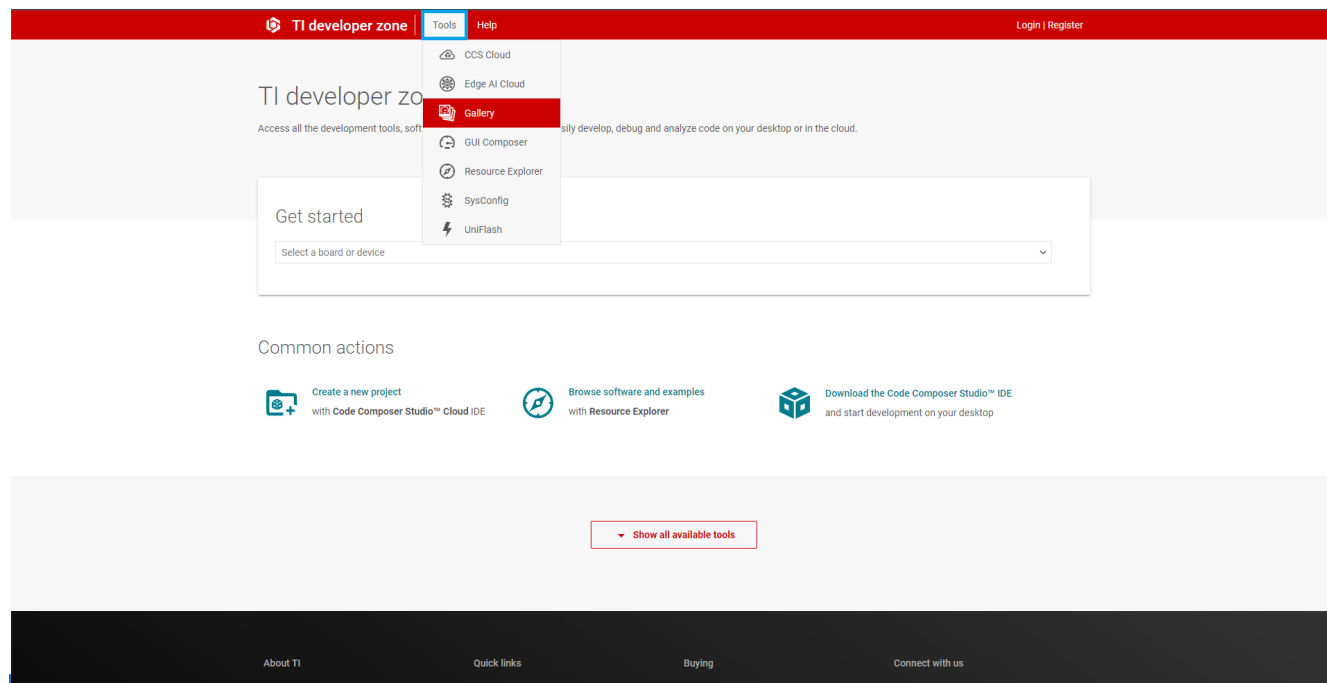 TI developer zone
Tools
Help
Login | Register
CCS Cloud
Edge AI Cloud
Gallery
GUI Composer
Resource Explorer
SysConfig
UniFlash
TI developer zo
Access all the development tools, soft
sily develop, debug and analyze code on your desktop or in the cloud.
Get started
Select a board or device
Common actions
Create a new project
with Code Composer Studio™ Cloud IDE
Browse software and examples
with Resource Explorer
Download the Code Composer Studio™ IDE
and start development on your desktop
Show all available tools
About TI
Quick links
Buying
Connect with us